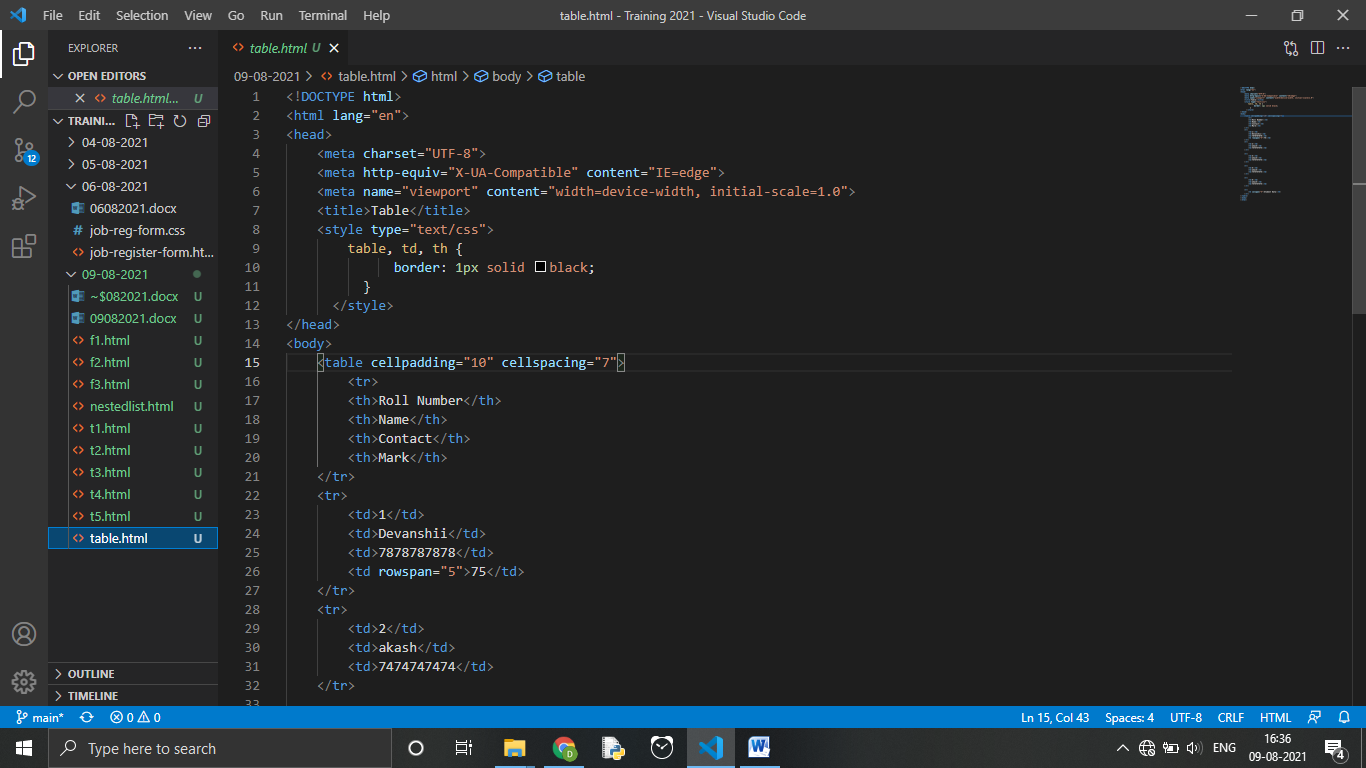 File Edit Selection View Go Run Terminal Help
table.html - Training 2021 - Visual Studio Code
EXPLORER
OPEN EDITORS
table.html... U
TRAINI...
04-08-2021
05-08-2021
06-08-2021
06082021.docx
job-reg-form.css
job-register-form.ht...
09-08-2021
~$082021.docx U
09082021.docx U
f1.html U
f2.html U
f3.html U
nestedlist.html U
t1.html U
t2.html U
t3.html U
t4.html U
t5.html U
table.html U
OUTLINE
TIMELINE
12
table.html U
09-08-2021 > table.html > html > body > table
1 <!DOCTYPE html>
2 <html lang="en">
3 <head>
4 <meta charset="UTF-8">
5 <meta http-equiv="X-UA-Compatible" content="IE=edge">
6 <meta name="viewport" content="width=device-width, initial-scale=1.0">
7 <title>Table</title>
8 <style type="text/css">
9 table, td, th {
10 border: 1px solid black;
11 }
12 </style>
13 </head>
14 <body>
15 <table cellpadding="10" cellspacing="7">
16 <tr>
17 <th>Roll Number</th>
18 <th>Name</th>
19 <th>Contact</th>
20 <th>Mark</th>
21 </tr>
22 <tr>
23 <td>1</td>
24 <td>Devanshii</td>
25 <td>7878787878</td>
26 <td rowspan="5">75</td>
27 </tr>
28 <tr>
29 <td>2</td>
30 <td>akash</td>
31 <td>7474747474</td>
32 </tr>
33
main* 0 0
Ln 15, Col 43 Spaces: 4 UTF-8 CRLF HTML
Type here to search
ENG
16:36
09-08-2021
4